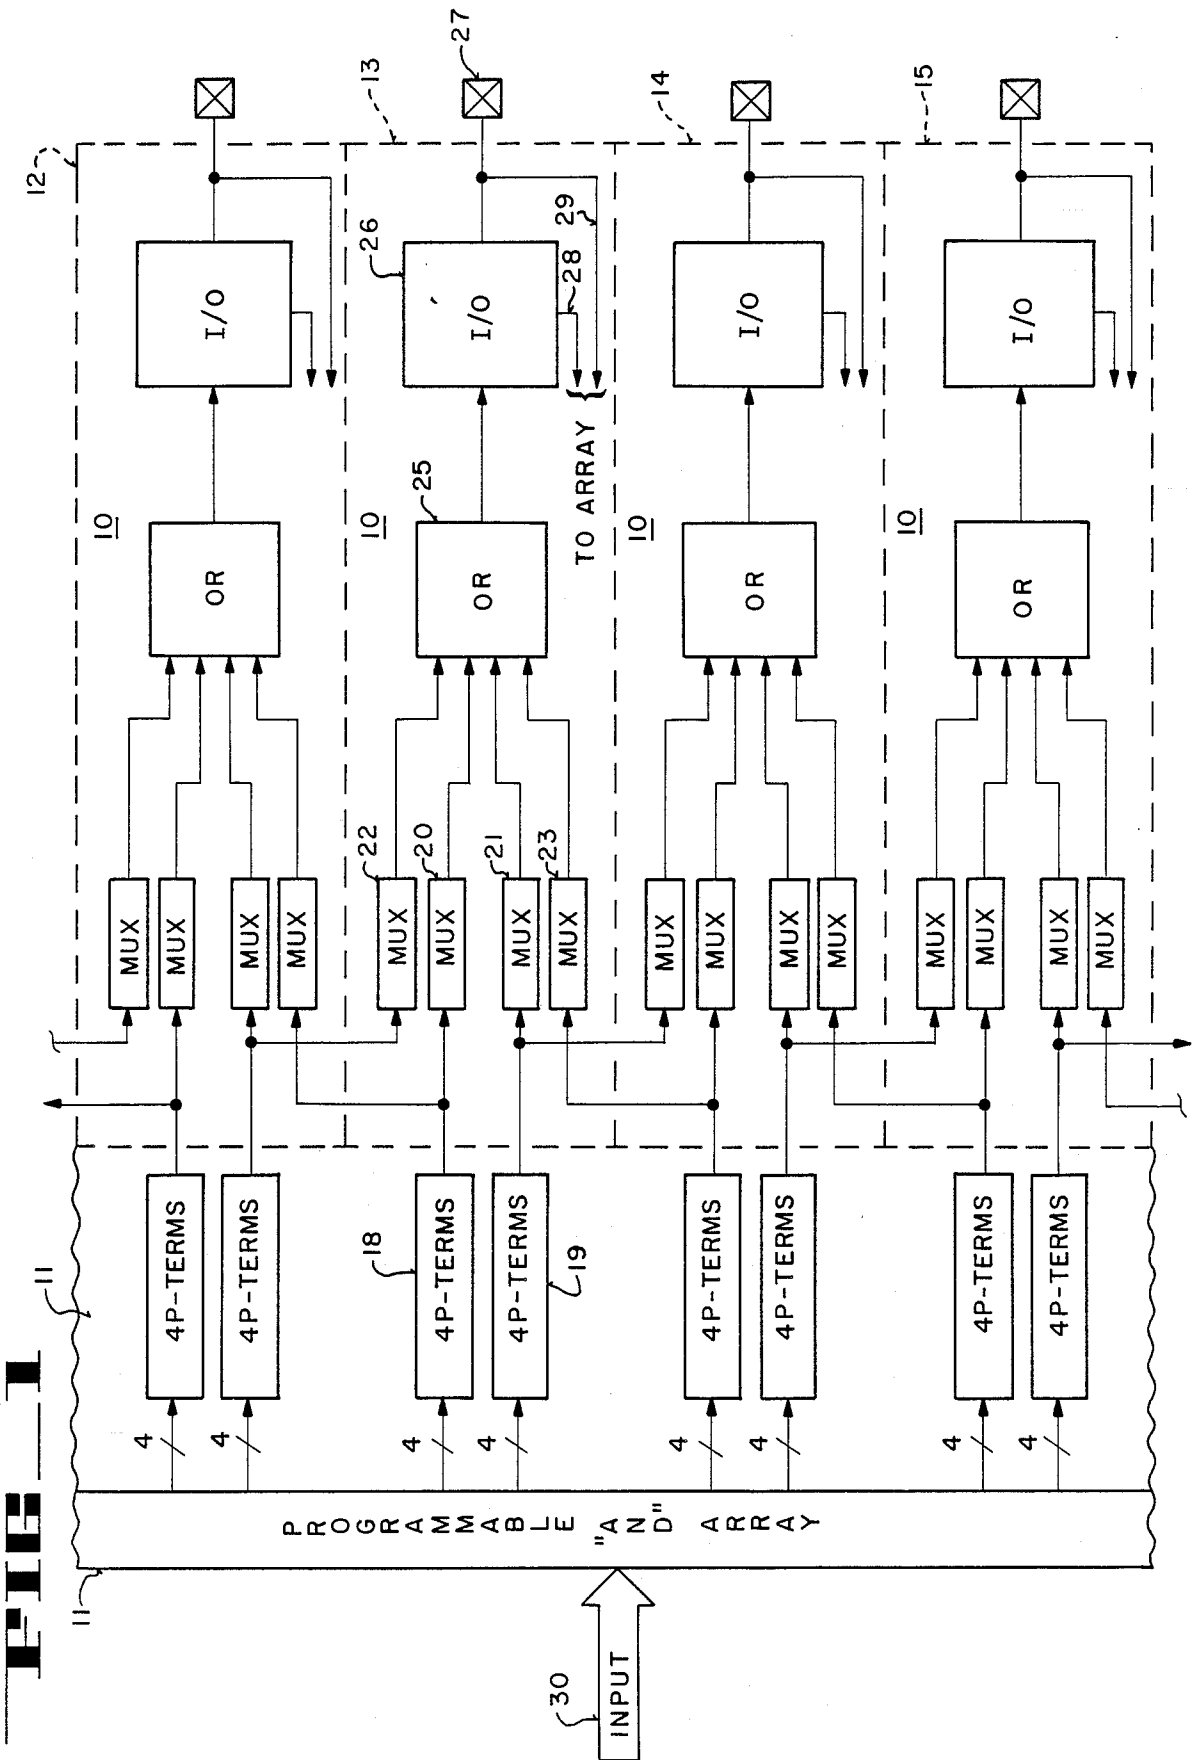 FIG_1
12
13
14
15
27
I/O
26
I/O
28
29
I/O
I/O
10
10
10
10
TO ARRAY {
OR
25
OR
OR
OR
MUX
MUX
MUX
MUX
22
MUX
20
MUX
21
MUX
23
MUX
MUX
MUX
MUX
MUX
MUX
MUX
MUX
MUX
11
4P-TERMS
4P-TERMS
18
4P-TERMS
19
4P-TERMS
4P-TERMS
4P-TERMS
4P-TERMS
4P-TERMS
4
4
4
4
4
4
4
4
11
PROGRAMMABLE "AND" ARRAY
30
INPUT